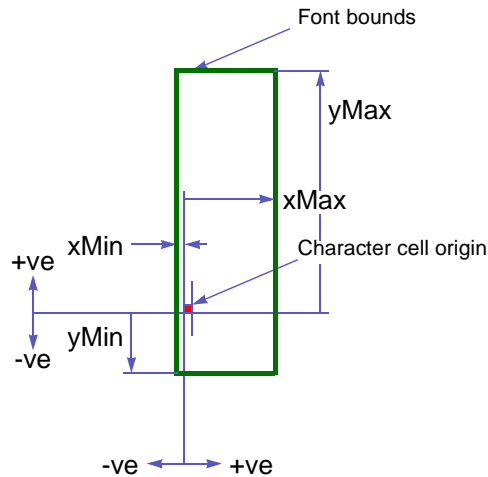 Font bounds
yMax
xMax
xMin
Character cell origin
+ve
yMin
-ve
-ve
+ve